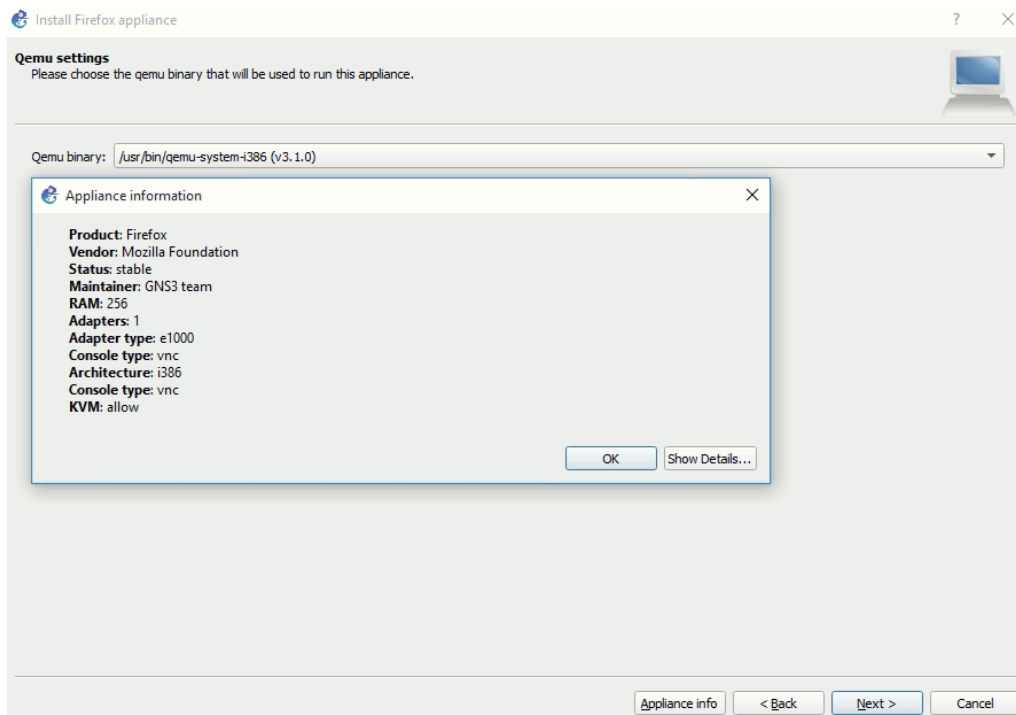 Install Firefox appliance
?
Qemu settings
Please choose the qemu binary that will be used to run this appliance.
Qemu binary: /usr/bin/qemu-system-i386 (v3.1.0)
Appliance information
Product: Firefox
Vendor: Mozilla Foundation
Status: stable
Maintainer: GNS3 team
RAM: 256
Adapters: 1
Adapter type: e1000
Console type: vnc
Architecture: i386
Console type: vnc
KVM: allow
OK Show Details...
Appliance info < Back Next > Cancel